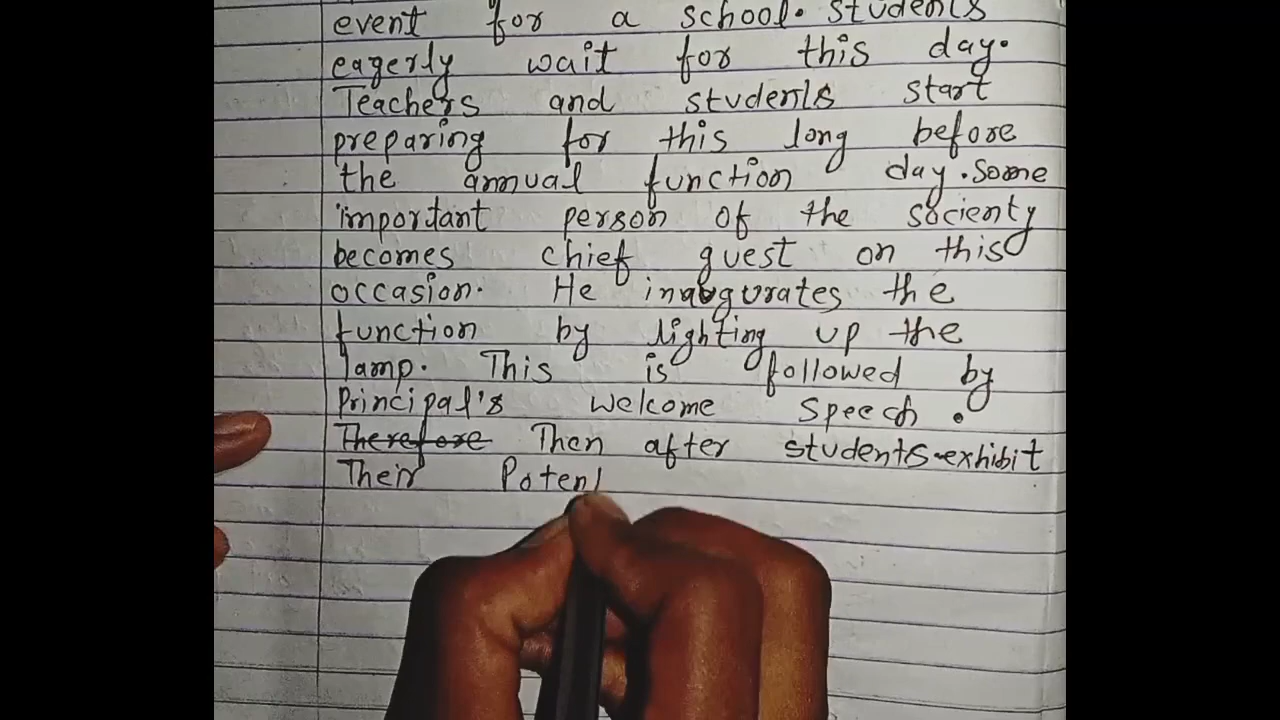 event for a school. students
eagerly wait for this day.
Teachers and students start
preparing for this long before
the annual function day. Some
important person of the socienty
becomes chief guest on this
occasion. He inaugurates the
function by lighting up the
lamp. This is followed by
Principal's welcome speech.
Therefore Then after students exhibit
Their Poten